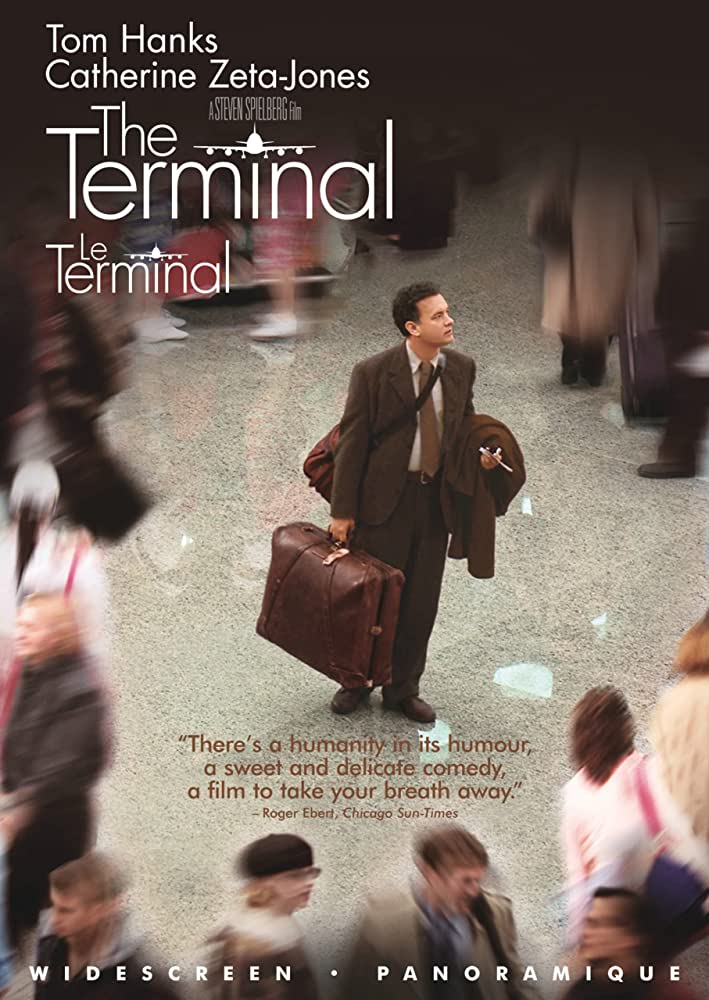 Tom Hanks
Catherine Zeta-Jones
A STEVEN SPIELBERG Film
The
Terminal
Le
Terminal
“There’s a humanity in its humour,
a sweet and delicate comedy,
a film to take your breath away.”
– Roger Ebert, Chicago Sun-Times
WIDESCREEN • PANORAMIQUE